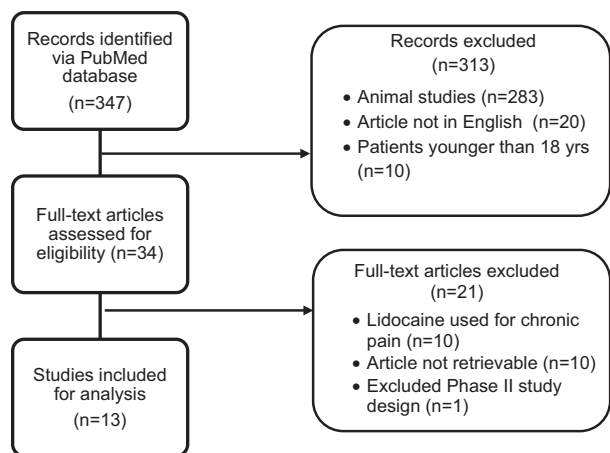 Records identified
via PubMed
database
(n=347)
Records excluded
(n=313)
• Animal studies (n=283)
• Article not in English (n=20)
• Patients younger than 18 yrs
(n=10)
Full-text articles
assessed for
eligibility (n=34)
Full-text articles excluded
(n=21)
• Lidocaine used for chronic
pain (n=10)
• Article not retrievable (n=10)
• Excluded Phase II study
design (n=1)
Studies included
for analysis
(n=13)